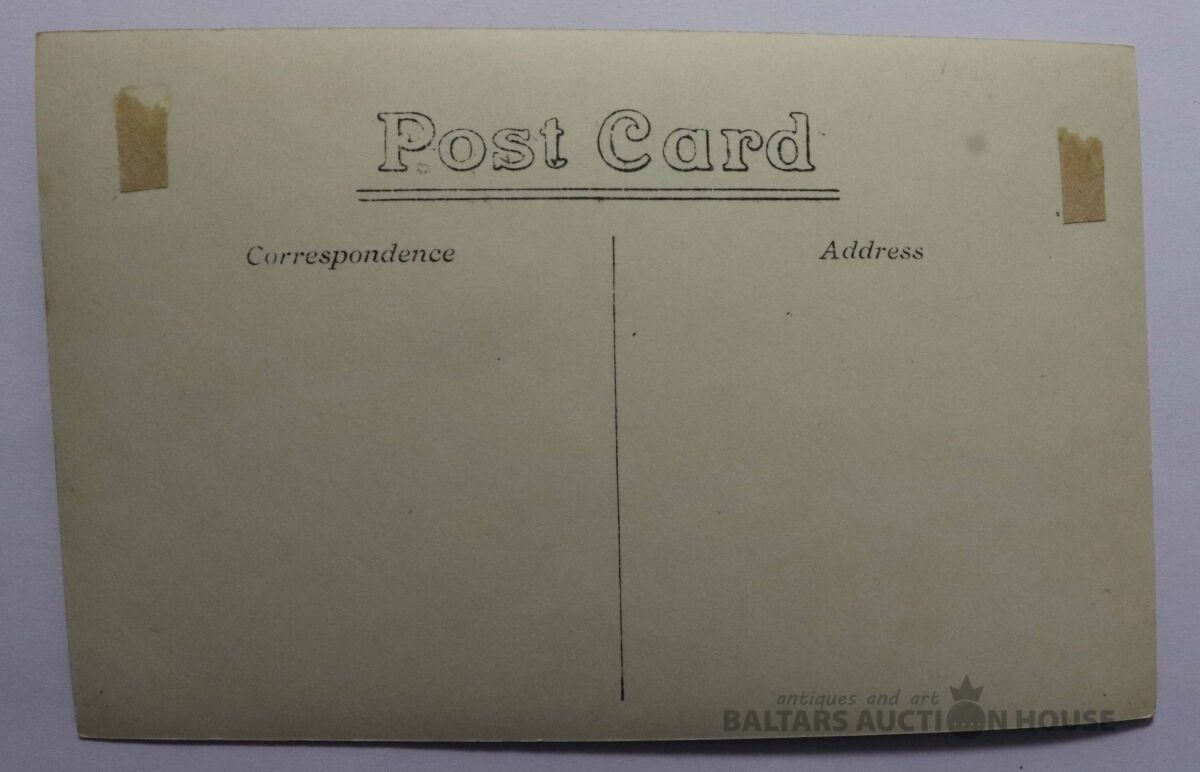 Post Card
Correspondence
Address
antiques and art
BALTARS AUCTION HOUSE